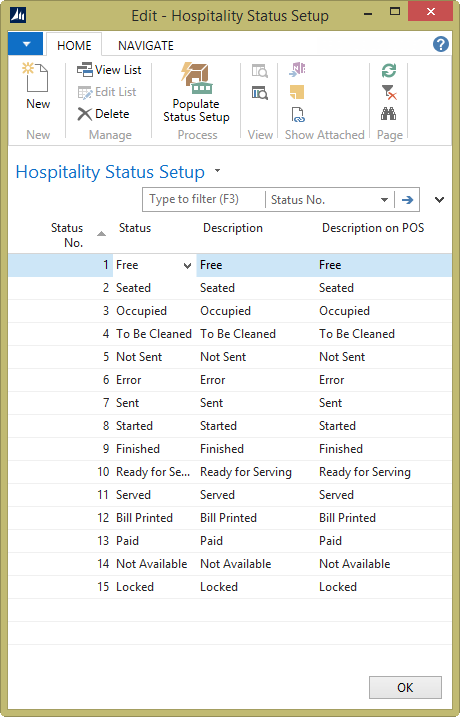 Edit - Hospitality Status Setup
HOME NAVIGATE
New
View List
Edit List
Delete
Populate
Status Setup
New Manage Process View Show Attached Page
Hospitality Status Setup
Type to filter (F3) Status No.
Status No. Status Description Description on POS
1 Free Free Free
2 Seated Seated Seated
3 Occupied Occupied Occupied
4 To Be Cleaned To Be Cleaned To Be Cleaned
5 Not Sent Not Sent Not Sent
6 Error Error Error
7 Sent Sent Sent
8 Started Started Started
9 Finished Finished Finished
10 Ready for Se... Ready for Serving Ready for Serving
11 Served Served Served
12 Bill Printed Bill Printed Bill Printed
13 Paid Paid Paid
14 Not Available Not Available Not Available
15 Locked Locked Locked
OK